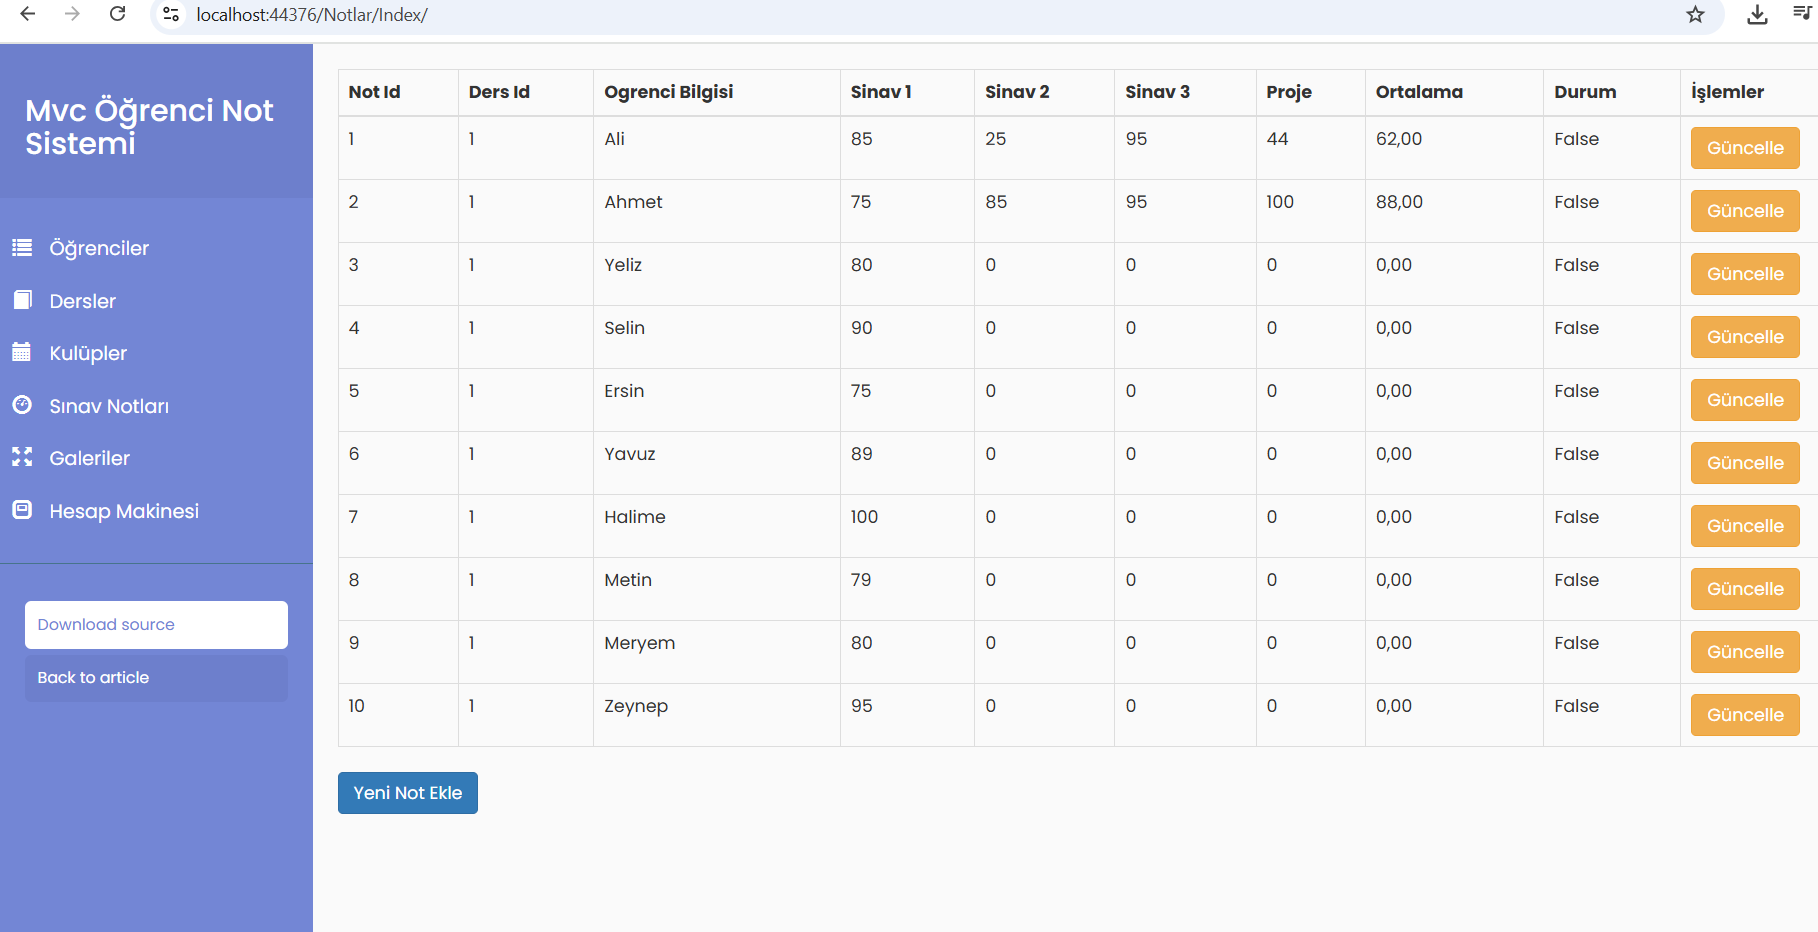 localhost:44376/Notlar/Index/
Mvc Öğrenci Not
Sistemi
Öğrenciler
Dersler
Kulüpler
Sınav Notları
Galeriler
Hesap Makinesi
Download source
Back to article
Not Id Ders Id Ogrenci Bilgisi Sinav 1 Sinav 2 Sinav 3 Proje Ortalama Durum İşlemler
1 1 Ali 85 25 95 44 62,00 False Güncelle
2 1 Ahmet 75 85 95 100 88,00 False Güncelle
3 1 Yeliz 80 0 0 0 0,00 False Güncelle
4 1 Selin 90 0 0 0 0,00 False Güncelle
5 1 Ersin 75 0 0 0 0,00 False Güncelle
6 1 Yavuz 89 0 0 0 0,00 False Güncelle
7 1 Halime 100 0 0 0 0,00 False Güncelle
8 1 Metin 79 0 0 0 0,00 False Güncelle
9 1 Meryem 80 0 0 0 0,00 False Güncelle
10 1 Zeynep 95 0 0 0 0,00 False Güncelle
Yeni Not Ekle